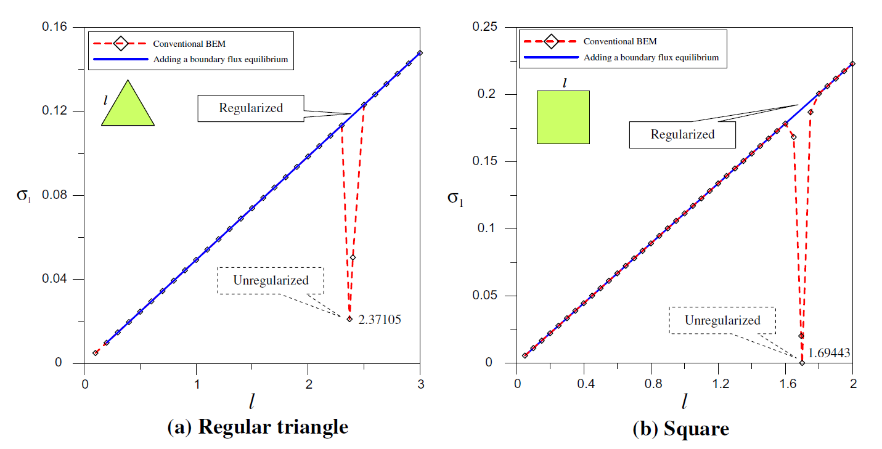 0.16
Conventional BEM
Adding a boundary flux equilibrium
l
Regularized
0.12
σ1
0.08
Unregularized
0.04
2.37105
0
0 1 2 3
l
(a) Regular triangle
0.25
Conventional BEM
Adding a boundary flux equilibrium
l
0.2
Regularized
0.15
σ1
0.1
Unregularized
0.05
1.69443
0
0 0.4 0.8 1.2 1.6 2
l
(b) Square